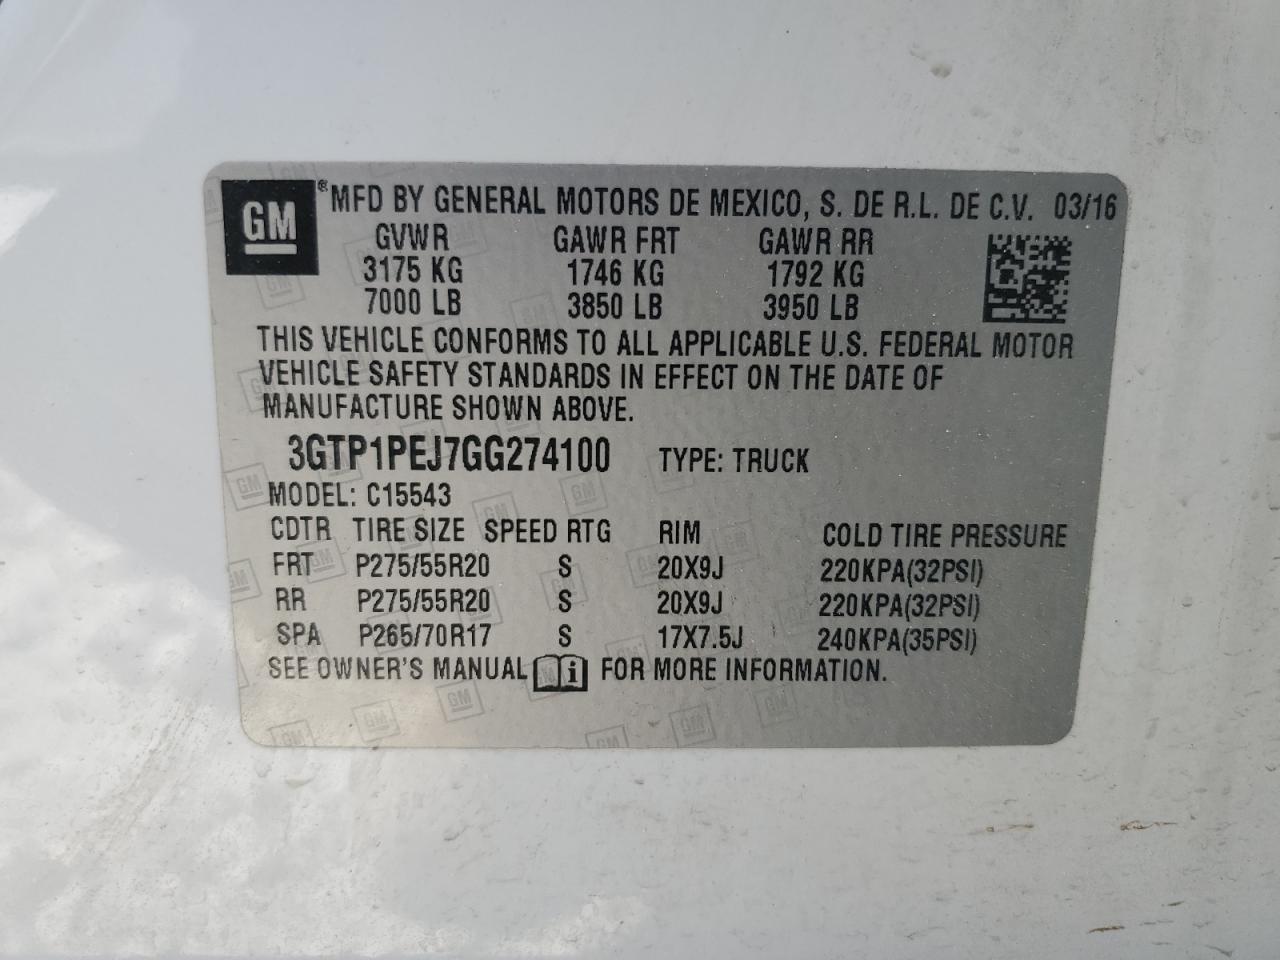 GM ® MFD BY GENERAL MOTORS DE MEXICO, S. DE R.L. DE C.V. 03/16
GVWR GAWR FRT GAWR RR
3175 KG 1746 KG 1792 KG
7000 LB 3850 LB 3950 LB
THIS VEHICLE CONFORMS TO ALL APPLICABLE U.S. FEDERAL MOTOR
VEHICLE SAFETY STANDARDS IN EFFECT ON THE DATE OF
MANUFACTURE SHOWN ABOVE.
3GTP1PEJ7GG274100 TYPE: TRUCK
MODEL: C15543
CDTR TIRE SIZE SPEED RTG RIM COLD TIRE PRESSURE
FRT P275/55R20 S 20X9J 220KPA(32PSI)
RR P275/55R20 S 20X9J 220KPA(32PSI)
SPA P265/70R17 S 17X7.5J 240KPA(35PSI)
SEE OWNER'S MANUAL i FOR MORE INFORMATION.